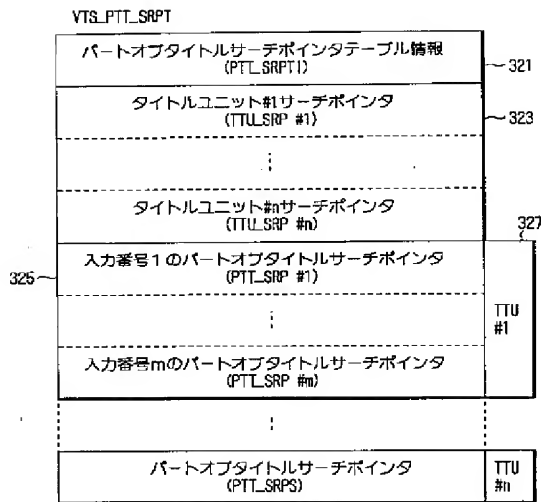 VTS_PTT_SRPT
パートオブタイトルサーチポインタテーブル情報
(PTT_SRPTI)
321
タイトルユニット#1サーチポインタ
(TTU_SRP #1)
323
タイトルユニット#nサーチポインタ
(TTU_SRP #n)
327
325
入力番号1のパートオブタイトルサーチポインタ
(PTT_SRP #1)
TTU
#1
入力番号mのパートオブタイトルサーチポインタ
(PTT_SRP #m)
パートオブタイトルサーチポインタ
(PTT_SRPS)
TTU
#n